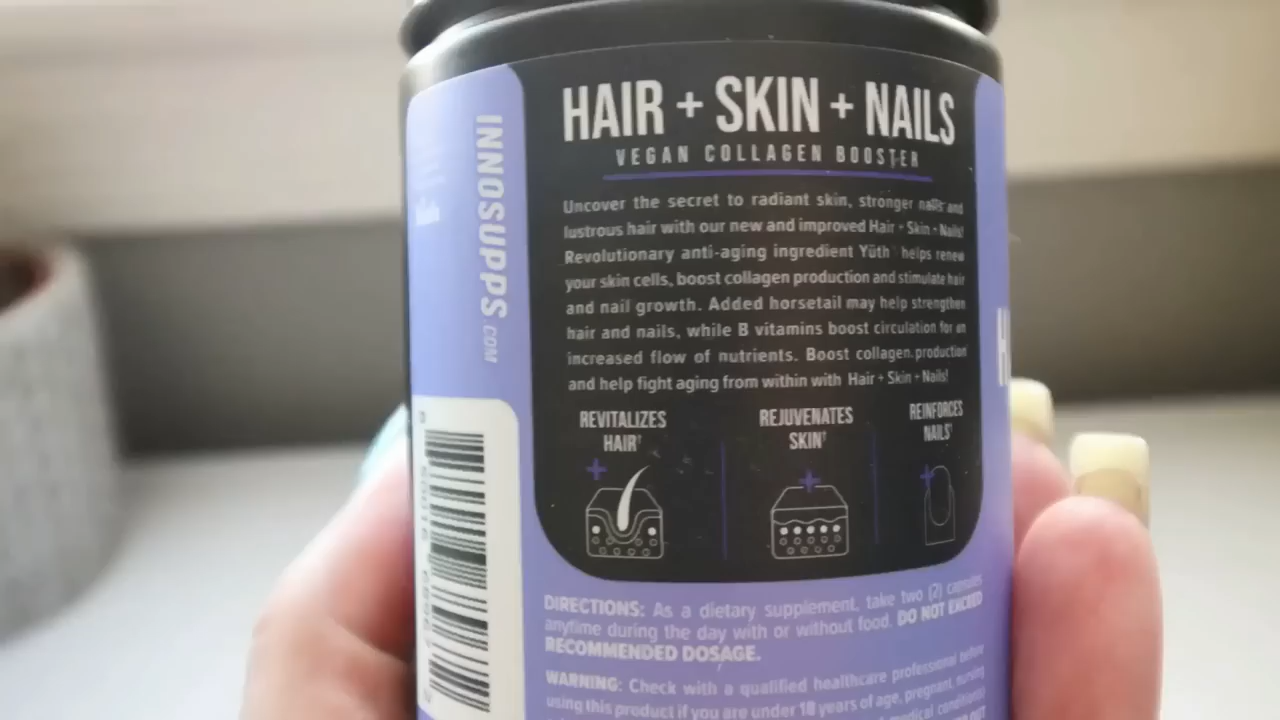 HAIR + SKIN + NAILS
VEGAN COLLAGEN BOOSTER
Uncover the secret to radiant skin, stronger nails and
lustrous hair with our new and improved Hair + Skin + Nails!
Revolutionary anti-aging ingredient Yüth helps renew
your skin cells, boost collagen production and stimulate hair
and nail growth. Added horsetail may help strengthen
hair and nails, while B vitamins boost circulation for an
increased flow of nutrients. Boost collagen production
and help fight aging from within with Hair + Skin + Nails!
REVITALIZES
HAIR†
REJUVENATES
SKIN†
REINFORCES
NAILS†
DIRECTIONS: As a dietary supplement, take two (2) capsules
anytime during the day with or without food. DO NOT EXCEED
RECOMMENDED DOSAGE.
WARNING: Check with a qualified healthcare professional before
using this product if you are under 18 years of age, pregnant, nursing
medical conditions
INNOSUPPS.COM